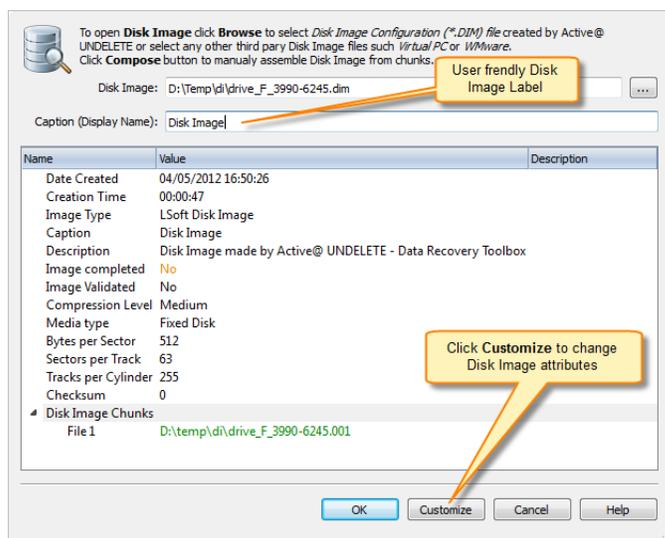 To open Disk Image click Browse to select Disk Image Configuration (*.DIM) file created by Active@
UNDELETE or select any other third pary Disk Image files such Virtual PC or WMware.
Click Compose button to manualy assemble Disk Image from chunks.
User frendly Disk
Image Label
Disk Image: D:\Temp\di\drive_F_3990-6245.dim ...
Caption (Display Name): Disk Image
Name Value Description
Date Created 04/05/2012 16:50:26
Creation Time 00:00:47
Image Type LSoft Disk Image
Caption Disk Image
Description Disk Image made by Active@ UNDELETE - Data Recovery Toolbox
Image completed No
Image Validated No
Compression Level Medium
Media type Fixed Disk
Bytes per Sector 512
Sectors per Track 63
Tracks per Cylinder 255
Checksum 0
Disk Image Chunks
File 1 D:\temp\di\drive_F_3990-6245.001
Click Customize to change
Disk Image attributes
OK Customize Cancel Help